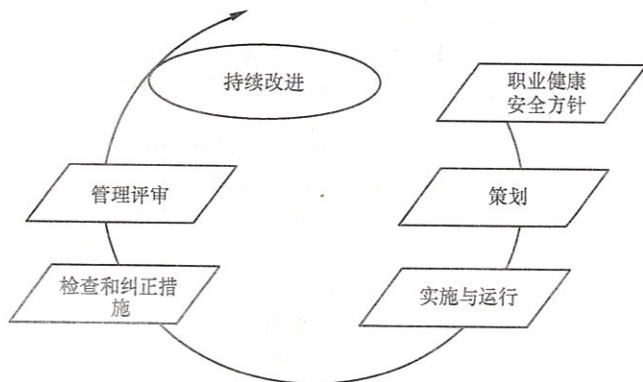 持续改进
职业健康
安全方针
管理评审
策划
检查和纠正措
施
实施与运行